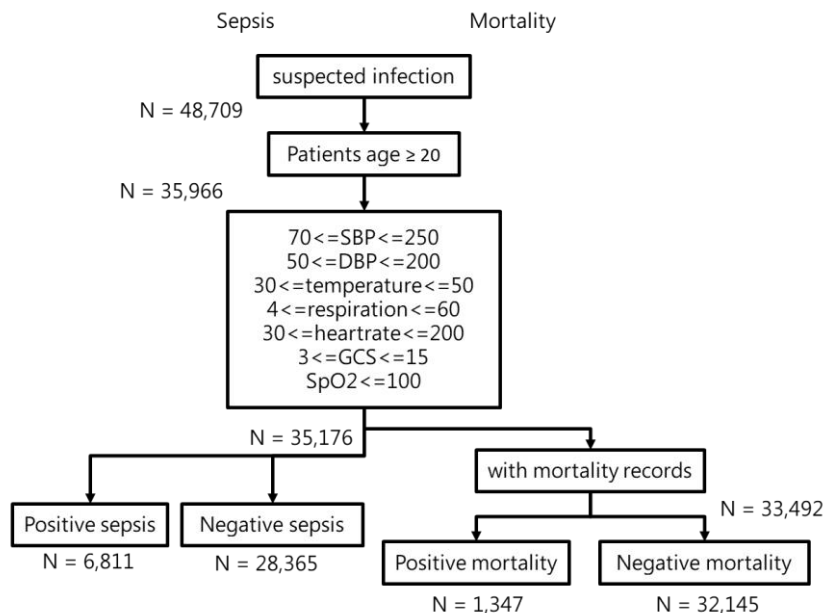 Sepsis Mortality
suspected infection
N = 48,709
Patients age ≥ 20
N = 35,966
70<=SBP<=250
50<=DBP<=200
30<=temperature<=50
4<=respiration<=60
30<=heartrate<=200
3<=GCS<=15
SpO2<=100
N = 35,176
with mortality records
N = 33,492
Positive sepsis
Negative sepsis
N = 6,811
N = 28,365
Positive mortality
Negative mortality
N = 1,347
N = 32,145